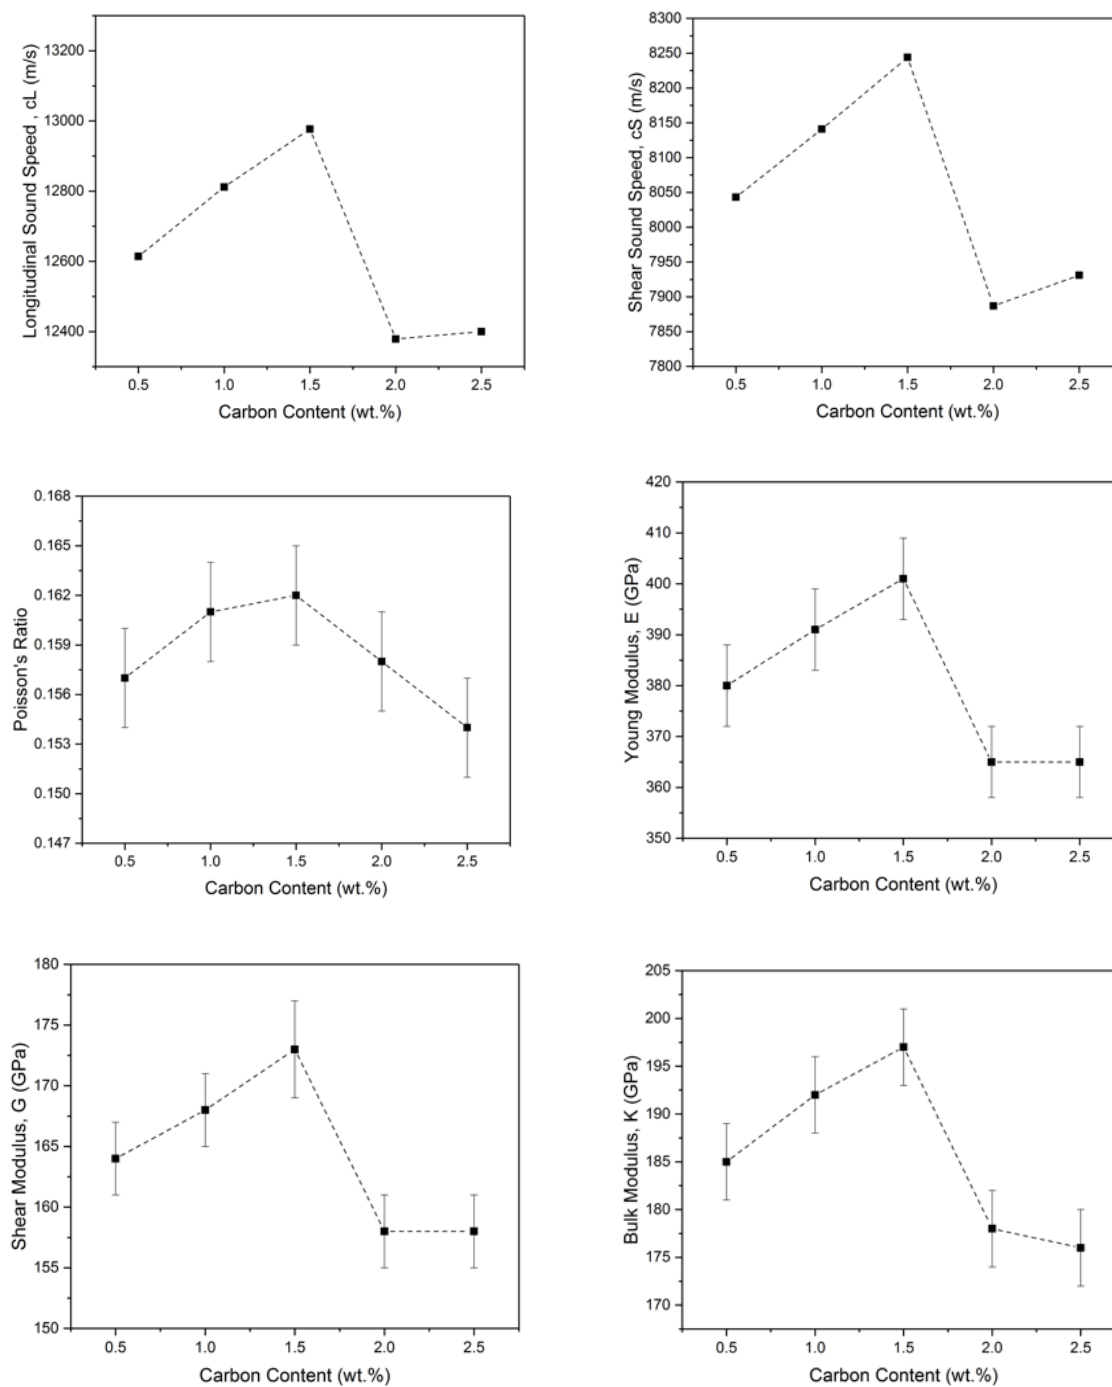 Longitudinal Sound Speed , cL (m/s)
13200
13000
12800
12600
12400
0.5 1.0 1.5 2.0 2.5
Carbon Content (wt.%)
Shear Sound Speed, cS (m/s)
8300
8250
8200
8150
8100
8050
8000
7950
7900
7850
7800
0.5 1.0 1.5 2.0 2.5
Carbon Content (wt.%)
Poisson's Ratio
0.168
0.165
0.162
0.159
0.156
0.153
0.150
0.147
0.5 1.0 1.5 2.0 2.5
Carbon Content (wt.%)
Young Modulus, E (GPa)
420
410
400
390
380
370
360
350
0.5 1.0 1.5 2.0 2.5
Carbon Content (wt.%)
Shear Modulus, G (GPa)
180
175
170
165
160
155
150
0.5 1.0 1.5 2.0 2.5
Carbon Content (wt.%)
Bulk Modulus, K (GPa)
205
200
195
190
185
180
175
170
0.5 1.0 1.5 2.0 2.5
Carbon Content (wt.%)